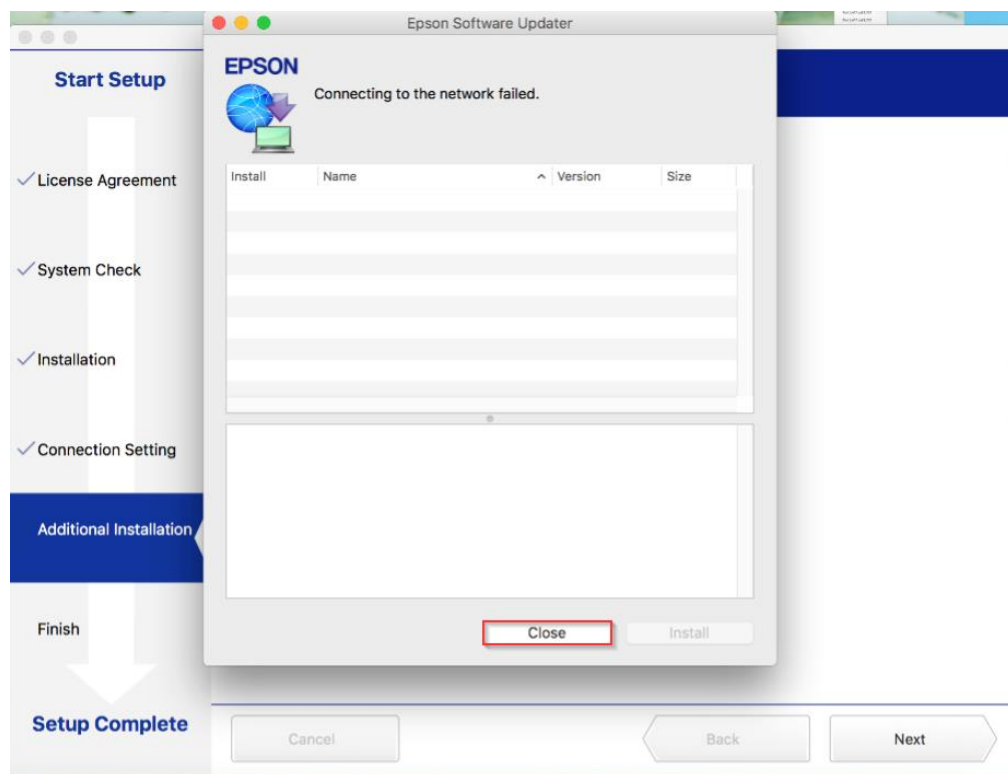 Epson Software Updater
Start Setup
EPSON
Connecting to the network failed.
License Agreement
Install Name Version Size
System Check
Installation
Connection Setting
Additional Installation
Finish
Close Install
Setup Complete
Cancel Back Next